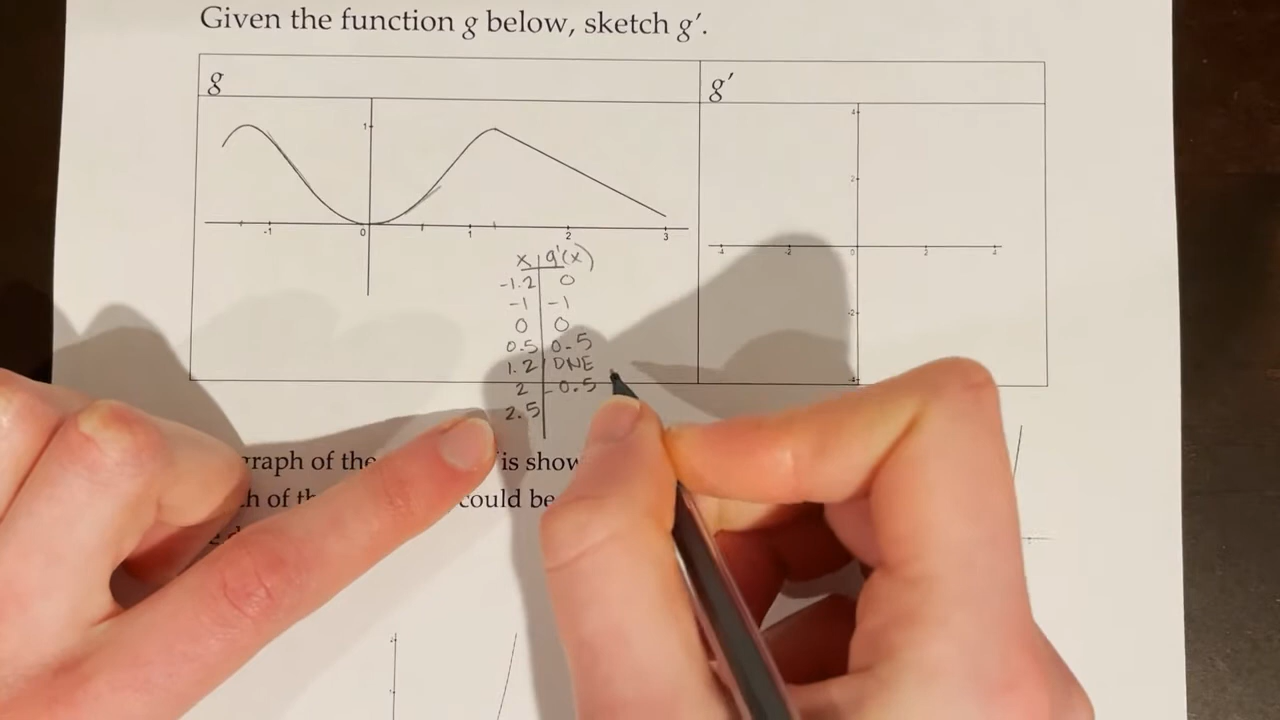 Given the function g below, sketch g′.
g
g′
1
-1 0 1 2 3
4
2
-4 -2 0 2 4
-2
-4
x g'(x)
-1.2 0
-1 -1
0 0
0.5 0.5
1.2 DNE
2 -0.5
2.5
graph of the is show
h of th could be